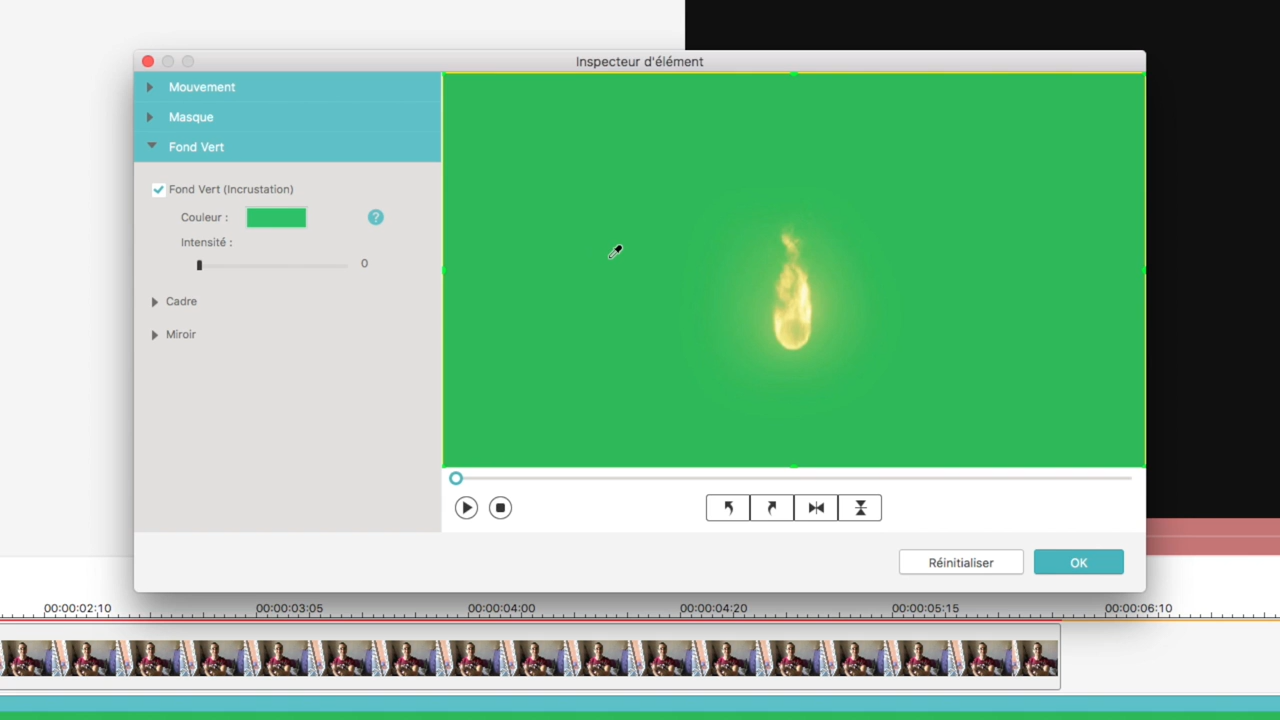 Inspecteur d'élément
Mouvement
Masque
Fond Vert
Fond Vert (Incrustation)
Couleur :
?
Intensité :
0
Cadre
Miroir
Réinitialiser
OK
00:00:02:10 00:00:03:05 00:00:04:00 00:00:04:20 00:00:05:15 00:00:06:10